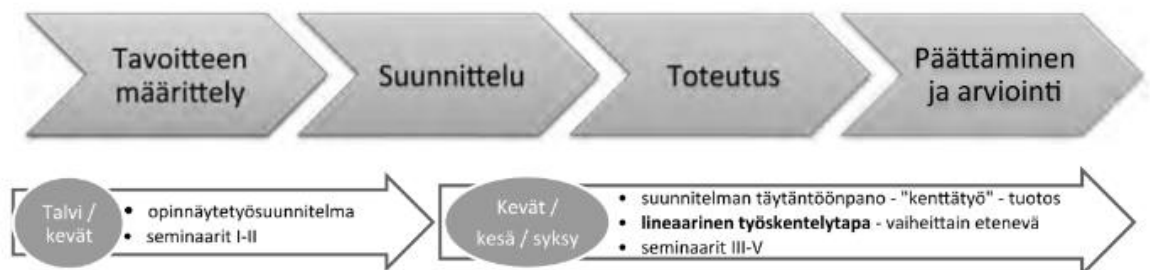 Tavoitteen
määrittely
Suunnittelu
Toteutus
Päättäminen
ja arviointi
Talvi /
kevät
• opinnäytetyösuunnitelma
• seminaarit I-II
Kevät /
kesä / syksy
• suunnitelman täytäntöönpano - "kenttätyö" - tuotos
• lineaarinen työskentelytapa - vaiheittain etenevä
• seminaarit III-V